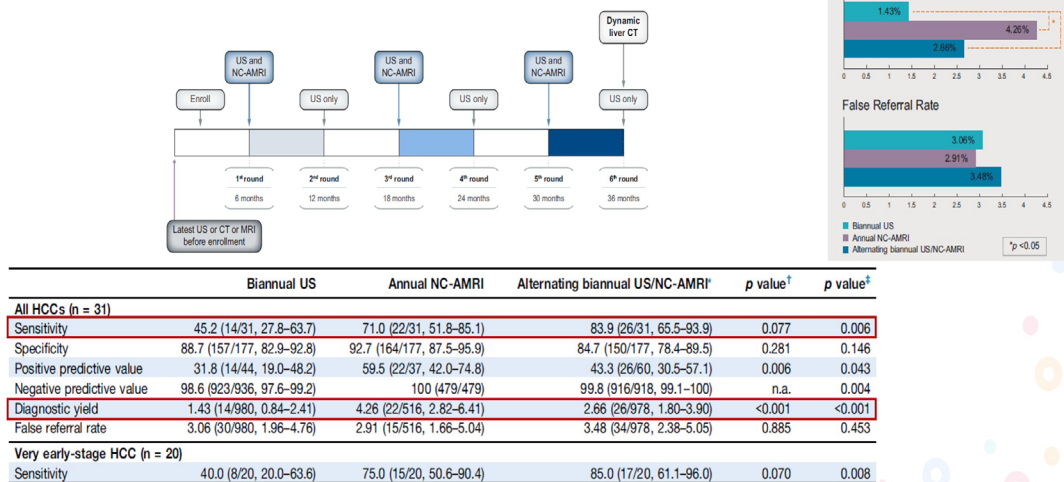 Dynamic
liver CT
US and
NC-AMRI
US and
NC-AMRI
US and
NC-AMRI
Enroll
US only
US only
US only
1st round
2nd round
3rd round
4th round
5th round
6th round
6 months
12 months
18 months
24 months
30 months
36 months
Latest US or CT or MRI
before enrollment
1.43%
4.26%
*
2.66%
0 0.5 1 1.5 2 2.5 3 3.5 4 4.5
False Referral Rate
3.06%
2.91%
3.48%
0 0.5 1 1.5 2 2.5 3 3.5 4 4.5
Biannual US
Annual NC-AMRI
Alternating biannual US/NC-AMRI
*p <0.05
Biannual US Annual NC-AMRI Alternating biannual US/NC-AMRI* p value† p value‡
All HCCs (n = 31)
Sensitivity 45.2 (14/31, 27.8–63.7) 71.0 (22/31, 51.8–85.1) 83.9 (26/31, 65.5–93.9) 0.077 0.006
Specificity 88.7 (157/177, 82.9–92.8) 92.7 (164/177, 87.5–95.9) 84.7 (150/177, 78.4–89.5) 0.281 0.146
Positive predictive value 31.8 (14/44, 19.0–48.2) 59.5 (22/37, 42.0–74.8) 43.3 (26/60, 30.5–57.1) 0.006 0.043
Negative predictive value 98.6 (923/936, 97.6–99.2) 100 (479/479) 99.8 (916/918, 99.1–100) n.a. 0.004
Diagnostic yield 1.43 (14/980, 0.84–2.41) 4.26 (22/516, 2.82–6.41) 2.66 (26/978, 1.80–3.90) <0.001 <0.001
False referral rate 3.06 (30/980, 1.96–4.76) 2.91 (15/516, 1.66–5.04) 3.48 (34/978, 2.38–5.05) 0.885 0.453
Very early-stage HCC (n = 20)
Sensitivity 40.0 (8/20, 20.0–63.6) 75.0 (15/20, 50.6–90.4) 85.0 (17/20, 61.1–96.0) 0.070 0.008